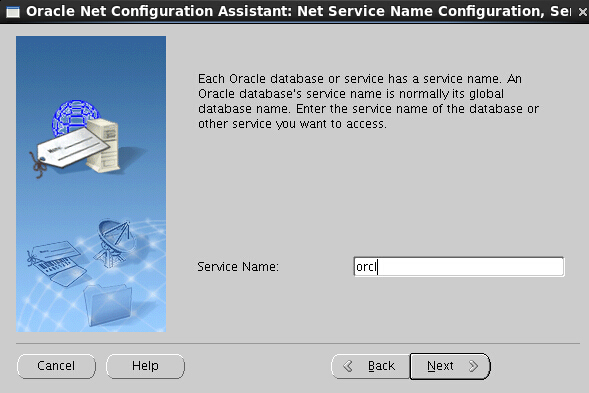 Oracle Net Configuration Assistant: Net Service Name Configuration, Se
Each Oracle database or service has a service name. An
Oracle database's service name is normally its global
database name. Enter the service name of the database or
other service you want to access.
Service Name: orcl
Cancel Help Back Next